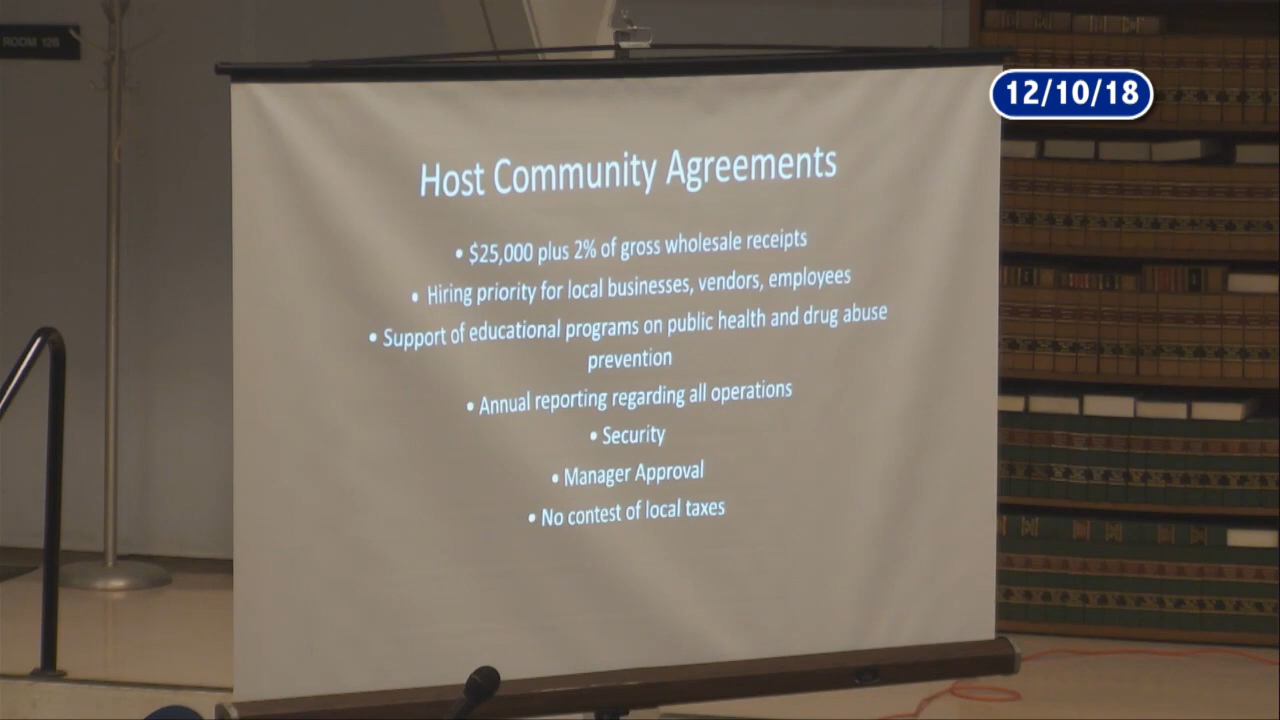 ROOM 126
12/10/18
Host Community Agreements
• $25,000 plus 2% of gross wholesale receipts
• Hiring priority for local businesses, vendors, employees
• Support of educational programs on public health and drug abuse
prevention
• Annual reporting regarding all operations
• Security
• Manager Approval
• No contest of local taxes